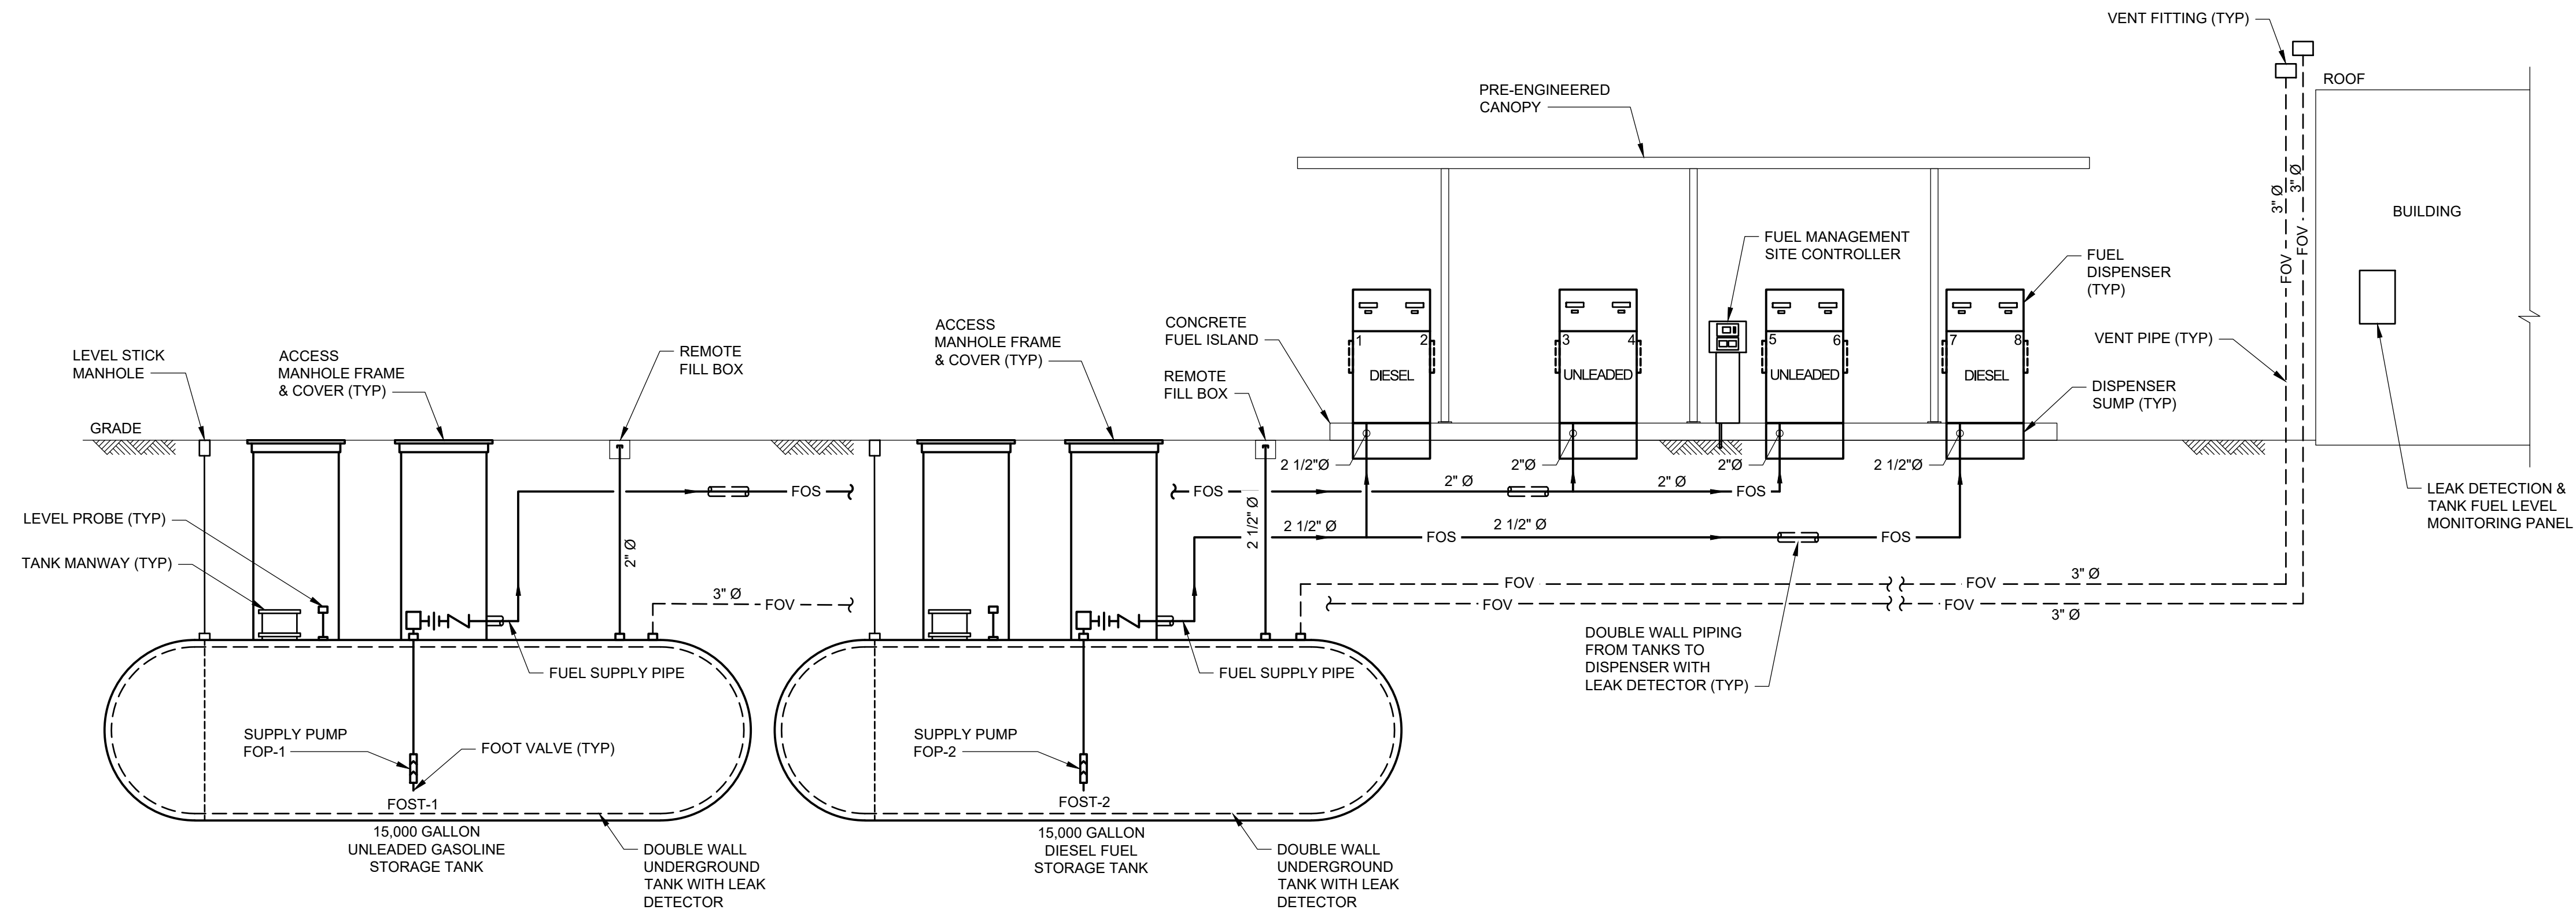 VENT FITTING (TYP)
ROOF
PRE-ENGINEERED
CANOPY
3" Ø
3" Ø
FOV
FOV
BUILDING
FUEL MANAGEMENT
SITE CONTROLLER
FUEL
DISPENSER
(TYP)
VENT PIPE (TYP)
DISPENSER
SUMP (TYP)
LEAK DETECTION &
TANK FUEL LEVEL
MONITORING PANEL
LEVEL STICK
MANHOLE
ACCESS
MANHOLE FRAME
& COVER (TYP)
REMOTE
FILL BOX
ACCESS
MANHOLE FRAME
& COVER (TYP)
CONCRETE
FUEL ISLAND
REMOTE
FILL BOX
1 2
DIESEL
3 4
UNLEADED
5 6
UNLEADED
7 8
DIESEL
GRADE
2 1/2"Ø
2"Ø
2"Ø
2 1/2"Ø
FOS
FOS
2" Ø
2" Ø
FOS
LEVEL PROBE (TYP)
TANK MANWAY (TYP)
2" Ø
2 1/2" Ø
2 1/2" Ø
FOS
2 1/2" Ø
FOS
3" Ø
FOV
FOV
FOV
3" Ø
FOV
FOV
3" Ø
FUEL SUPPLY PIPE
FUEL SUPPLY PIPE
DOUBLE WALL PIPING
FROM TANKS TO
DISPENSER WITH
LEAK DETECTOR (TYP)
SUPPLY PUMP
FOP-1
FOOT VALVE (TYP)
SUPPLY PUMP
FOP-2
FOST-1
15,000 GALLON
UNLEADED GASOLINE
STORAGE TANK
DOUBLE WALL
UNDERGROUND
TANK WITH LEAK
DETECTOR
FOST-2
15,000 GALLON
DIESEL FUEL
STORAGE TANK
DOUBLE WALL
UNDERGROUND
TANK WITH LEAK
DETECTOR